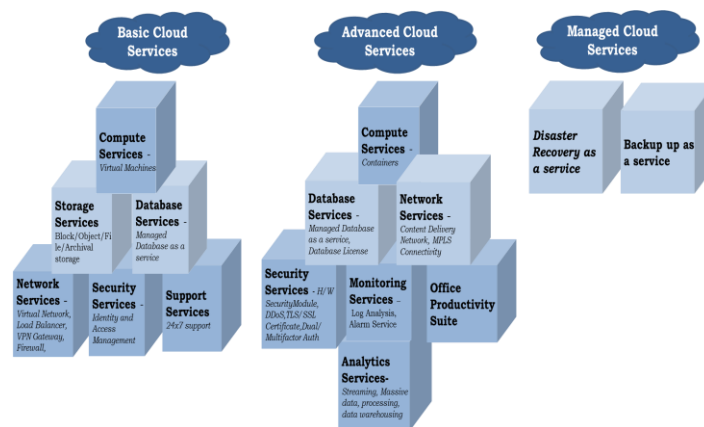 Basic Cloud
Services
Advanced Cloud
Services
Managed Cloud
Services
Compute
Services -
Virtual Machines
Storage
Services
Block/Object/Fi
le/Archival
storage
Database
Services -
Managed
Database as a
service
Network
Services -
Virtual Network,
Load Balancer,
VPN Gateway,
Firewall,
Security
Services -
Identity and
Access
Management
Support
Services
24x7 support
Compute
Services -
Containers
Database
Services -
Managed Database
as a service,
Database License
Network
Services -
Content Delivery
Network, MPLS
Connectivity
Security
Services - H/W
SecurityModule,
DDoS,TLS/ SSL
Certificate,Dual/
Multifactor Auth
Monitoring
Services –
Log Analysis,
Alarm Service
Office
Productivity
Suite
Analytics
Services-
Streaming, Massive
data, processing,
data warehousing
Disaster
Recovery as
a service
Backup up as
a service